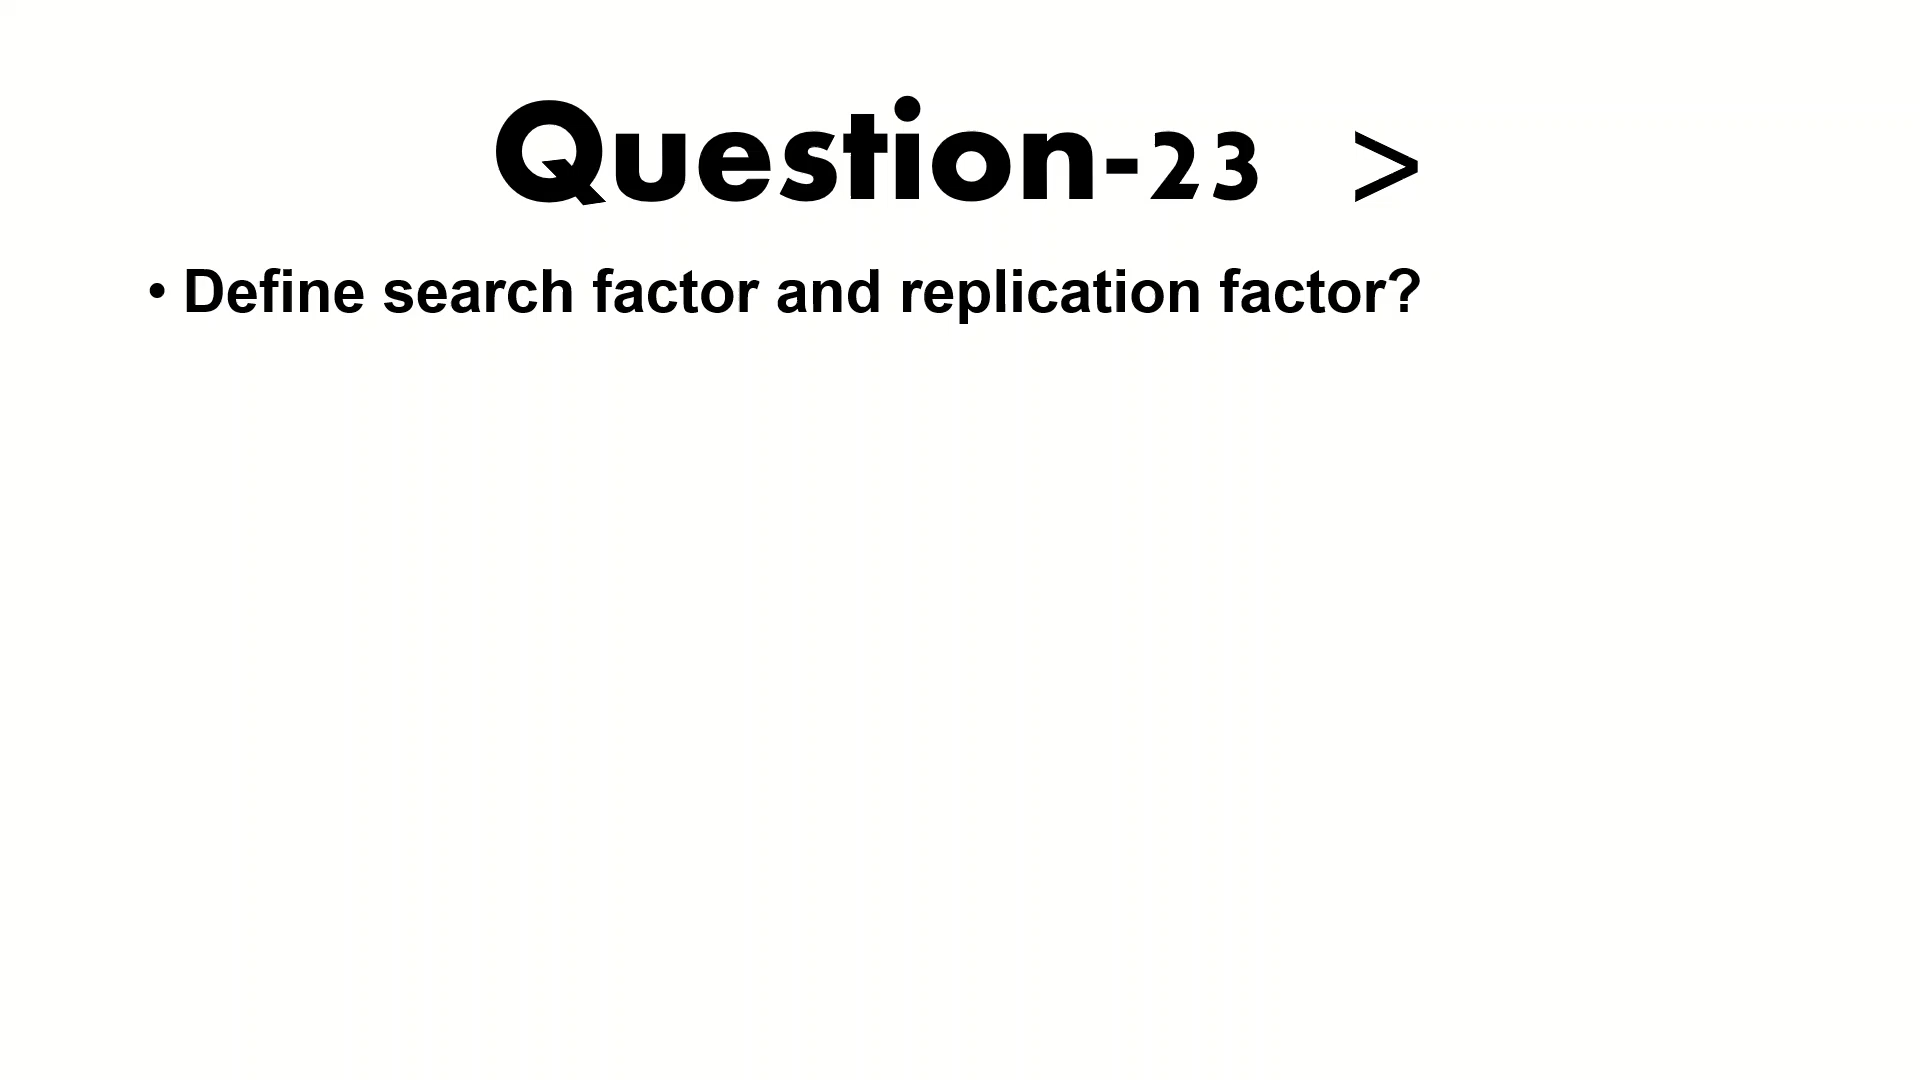 Question-23 >
• Define search factor and replication factor?